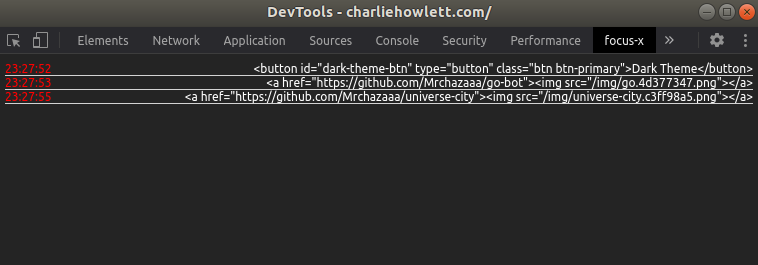 DevTools - charliehowlett.com/
Elements Network Application Sources Console Security Performance focus-x »
23:27:52 <button id="dark-theme-btn" type="button" class="btn btn-primary">Dark Theme</button>
23:27:53 <a href="https://github.com/Mrchazaaa/go-bot"><img src="/img/go.4d377347.png"></a>
23:27:55 <a href="https://github.com/Mrchazaaa/universe-city"><img src="/img/universe-city.c3ff98a5.png"></a>